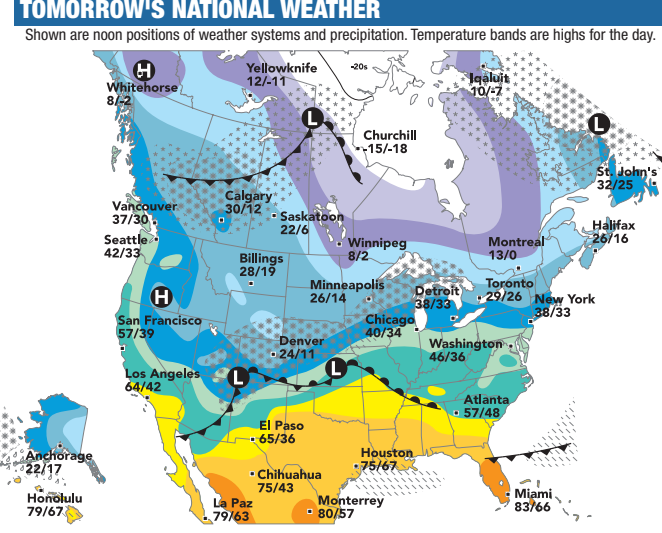 TOMORROW'S NATIONAL WEATHER
Shown are noon positions of weather systems and precipitation. Temperature bands are highs for the day.
H
Whitehorse
8/-2
Yellowknife
12/-11
-20s
Iqaluit
10/-7
L
Churchill
-15/-18
L
St. John's
32/25
Vancouver
37/30
Seattle
42/33
Calgary
30/12
Saskatoon
22/6
Winnipeg
8/2
Montreal
13/0
Halifax
26/16
Billings
28/19
Minneapolis
26/14
Detroit
38/33
Toronto
29/26
New York
38/33
H
San Francisco
57/39
Chicago
40/34
Denver
24/11
Washington
46/36
Los Angeles
64/42
L
L
Atlanta
57/48
El Paso
65/36
Anchorage
22/17
Houston
75/67
Chihuahua
75/43
Honolulu
79/67
La Paz
79/63
Monterrey
80/57
Miami
83/66